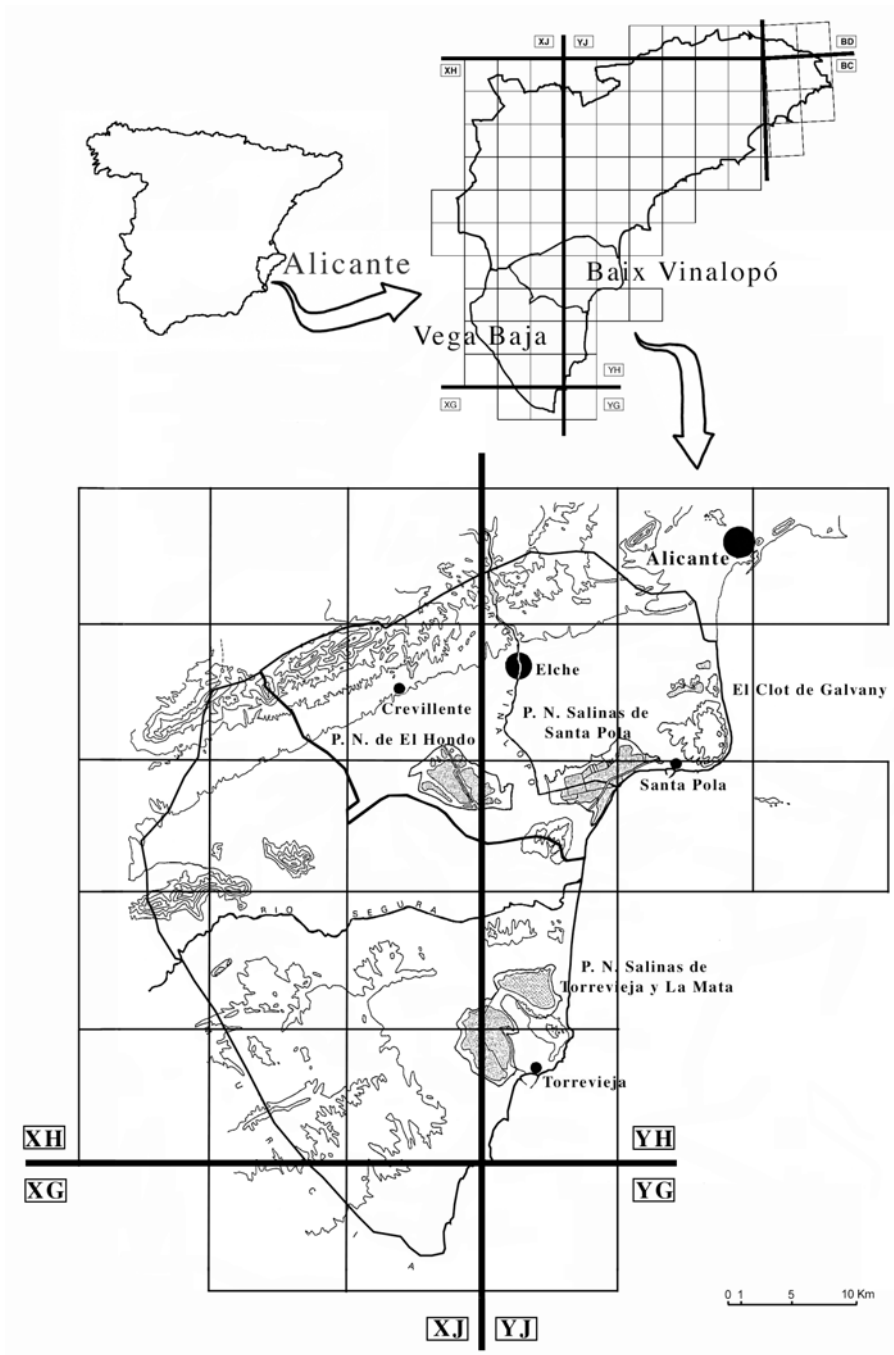 XJ YJ
BD
XH
BC
Alicante
Baix Vinalopó
Vega Baja
YH
XG
YG
Alicante
RIO VINALOPO
Elche
El Clot de Galvany
Crevillente
P. N. Salinas de
Santa Pola
P. N. de El Hondo
Santa Pola
RIO SEGURA
P. N. Salinas de
Torrevieja y La Mata
Torrevieja
XH
YH
XG
YG
0 1 5 10 Km
XJ YJ